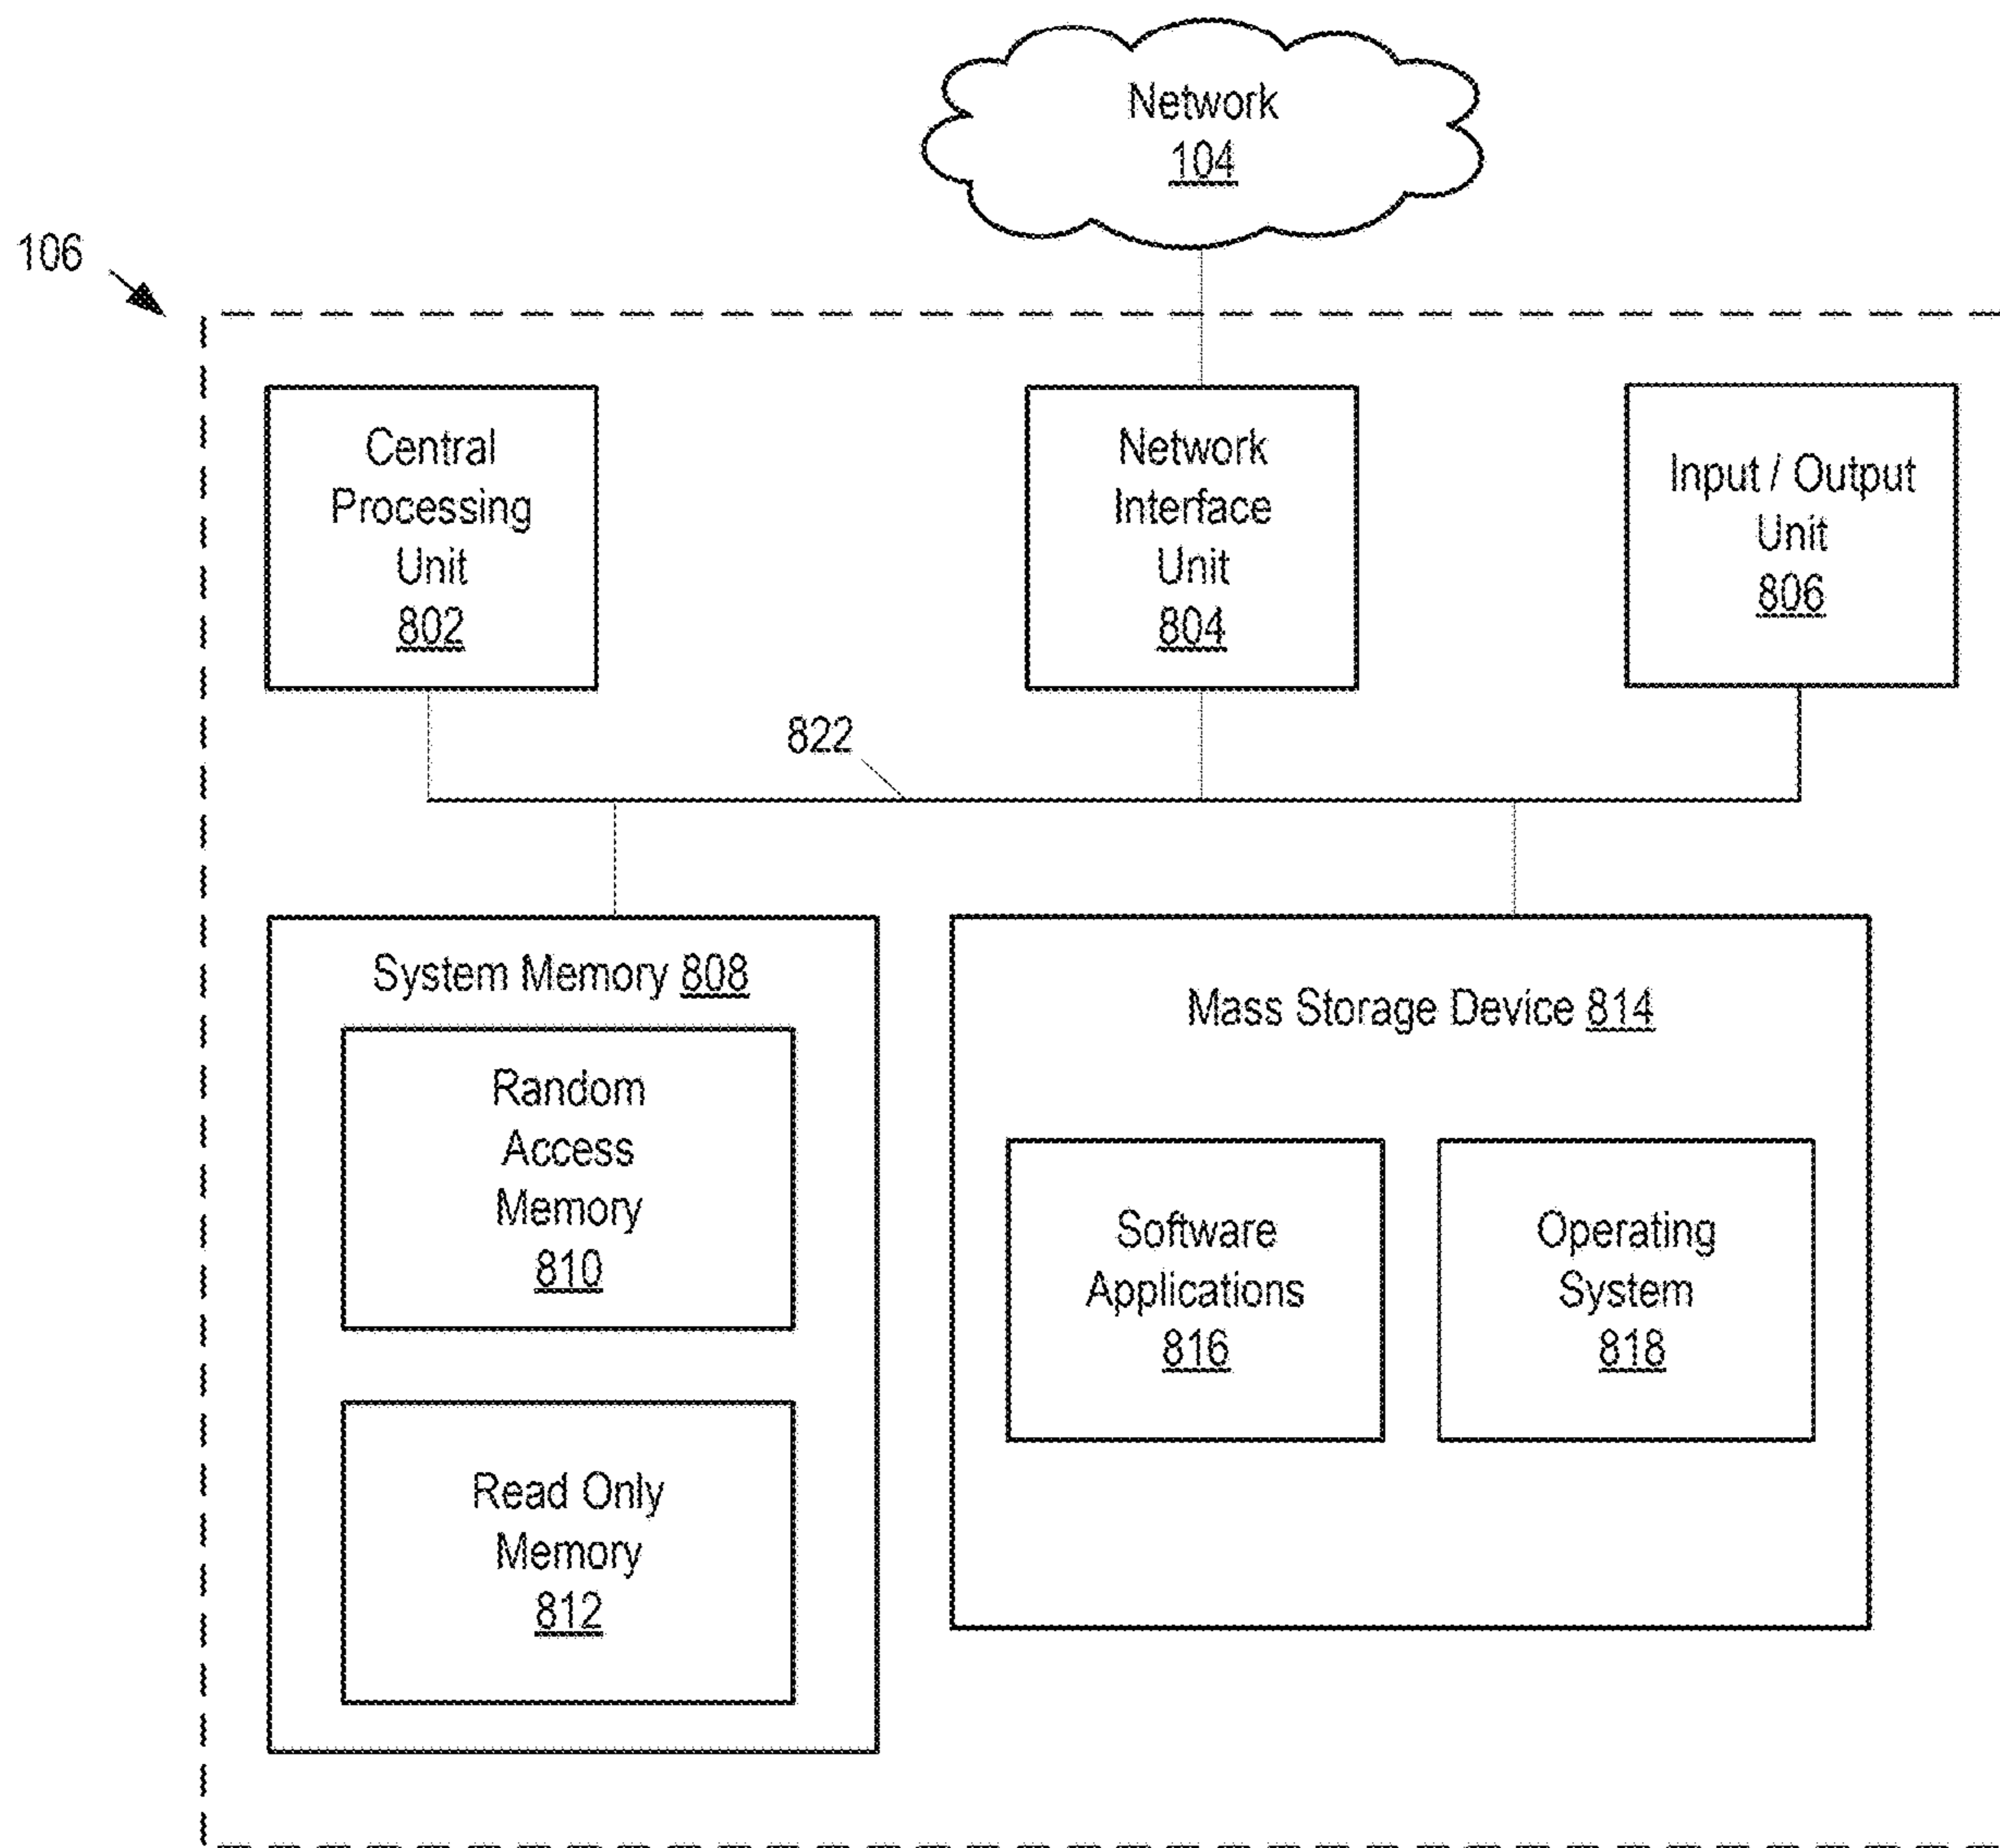 Network
104
106
Central
Processing
Unit
802
Network
Interface
Unit
804
Input / Output
Unit
806
822
System Memory 808
Random
Access
Memory
810
Read Only
Memory
812
Mass Storage Device 814
Software
Applications
816
Operating
System
818